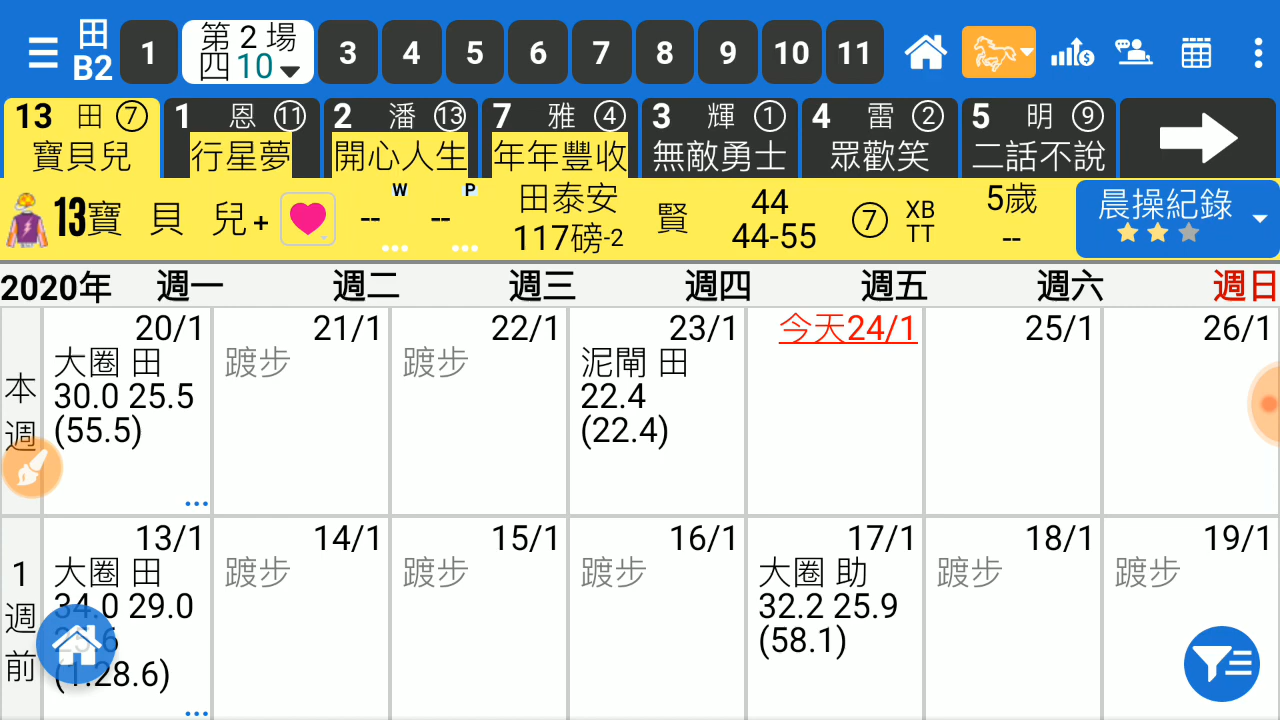 田
B2
1
第 2 場
四 10
3
4
5
6
7
8
9
10
11
13 田 7
寶貝兒
1 恩 11
行星夢
2 潘 13
開心人生
7 雅 4
年年豐收
3 輝 1
無敵勇士
4 雷 2
眾歡笑
5 明 9
二話不說
13 寶貝兒+
-- W
...
-- P
...
田泰安
117磅-2
賢
44
44-55
7
XB
TT
5歲
--
晨操紀錄
2020年 週一 週二 週三 週四 週五 週六 週日
本週
20/1
大圈 田
30.0 25.5
(55.5)
...
21/1
踱步
22/1
踱步
23/1
泥閘 田
22.4
(22.4)
今天24/1
25/1
26/1
1週前
13/1
大圈 田
34.0 29.0
25.6
(1.28.6)
...
14/1
踱步
15/1
踱步
16/1
踱步
17/1
大圈 助
32.2 25.9
(58.1)
18/1
踱步
19/1
踱步